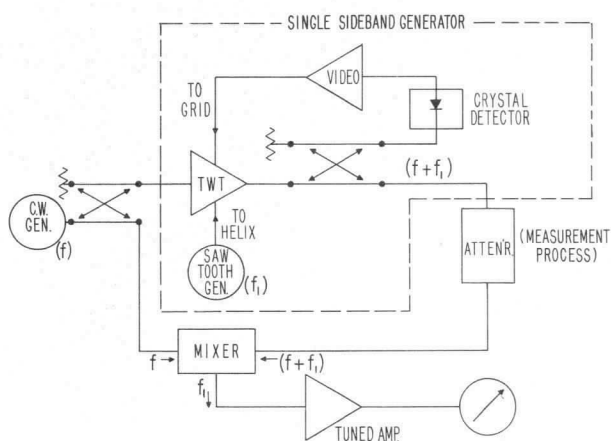 SINGLE SIDEBAND GENERATOR
VIDEO
TO
GRID
CRYSTAL
DETECTOR
TWT
(f+f₁)
C.W.
GEN.
(f)
TO
HELIX
SAW
TOOTH
GEN.
(f₁)
ATTEN'R.
(MEASUREMENT
PROCESS)
f
MIXER
(f+f₁)
f₁
TUNED AMP.